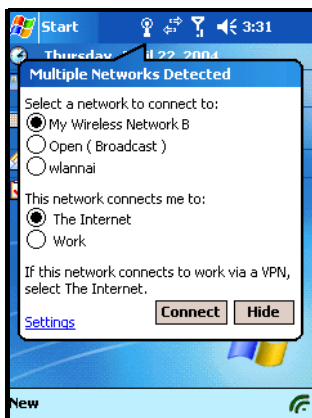 Start 3:31
Thursday, April 22, 2004
Multiple Networks Detected
Select a network to connect to:
My Wireless Network B
Open ( Broadcast )
wlannai
This network connects me to:
The Internet
Work
If this network connects to work via a VPN,
select The Internet.
Settings Connect Hide
New